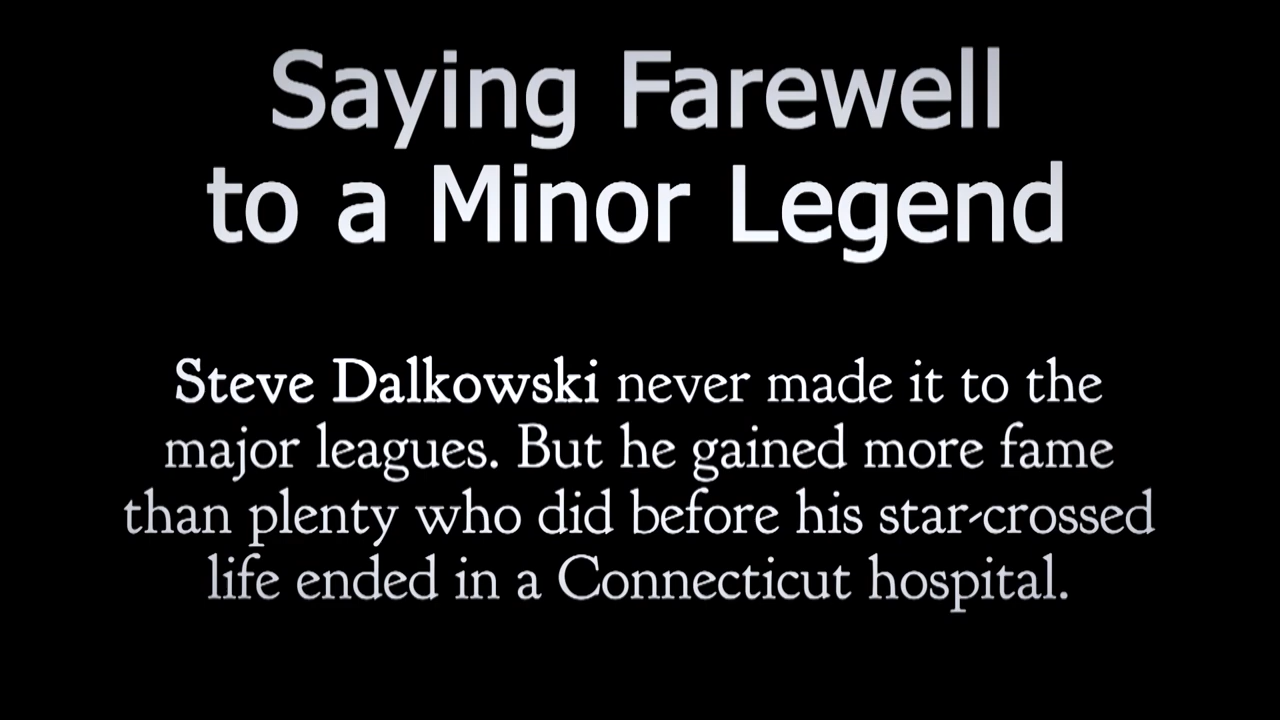 Saying Farewell
to a Minor Legend
Steve Dalkowski never made it to the
major leagues. But he gained more fame
than plenty who did before his star-crossed
life ended in a Connecticut hospital.